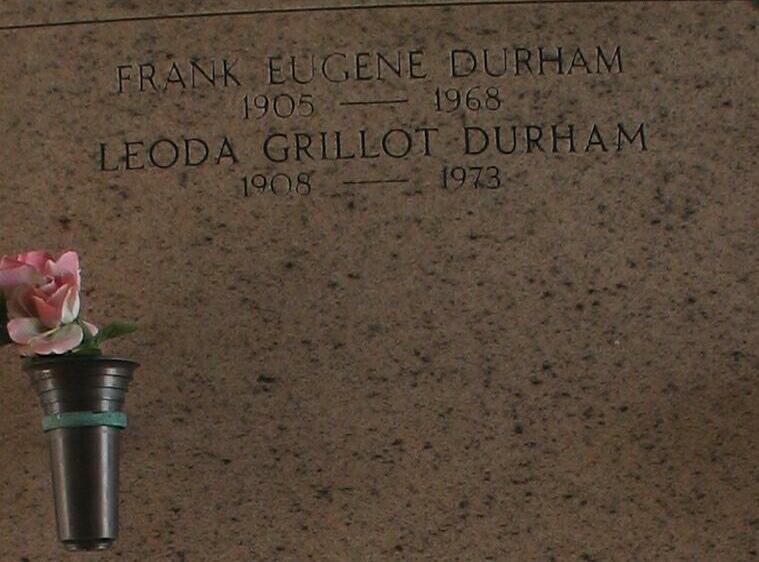 FRANK EUGENE DURHAM
1905 — 1968
LEODA GRILLOT DURHAM
1908 — 1973